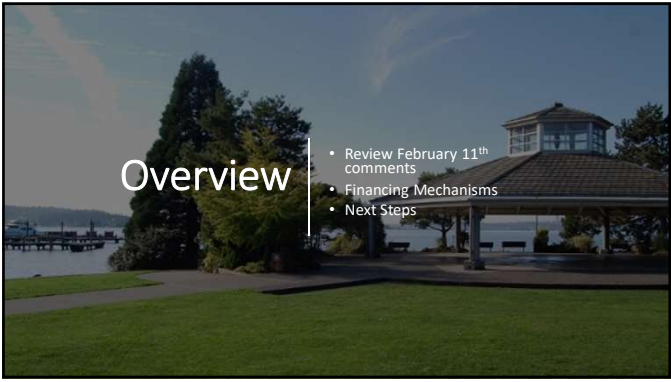 Overview
• Review February 11th
comments
• Financing Mechanisms
• Next Steps